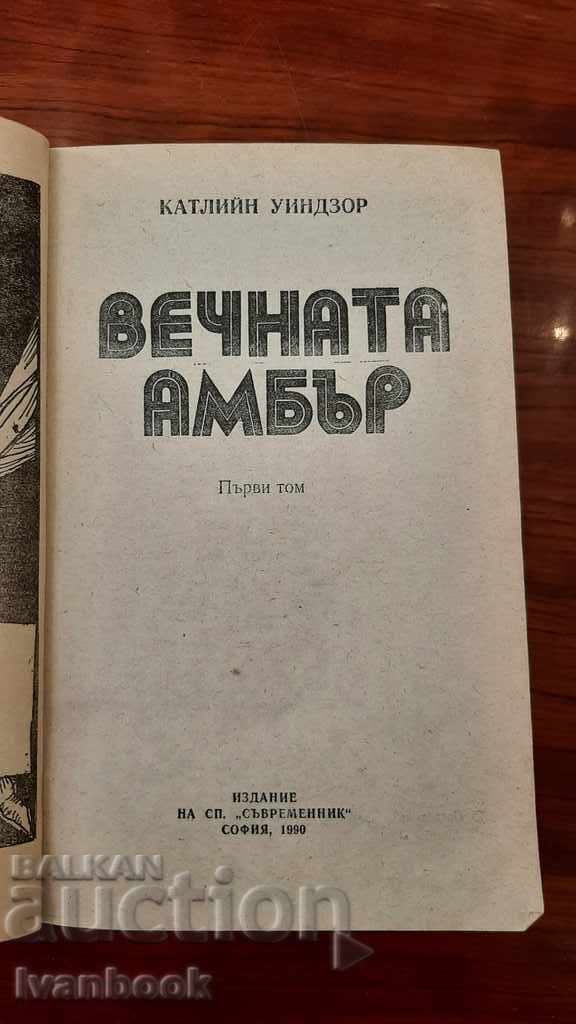 КАТЛИЙН УИНДЗОР
ВЕЧНАТА
АМБЪР
Първи том
ИЗДАНИЕ
НА СП. „СЪВРЕМЕННИК"
СОФИЯ, 1990
BALKAN
auction
Ivanbook